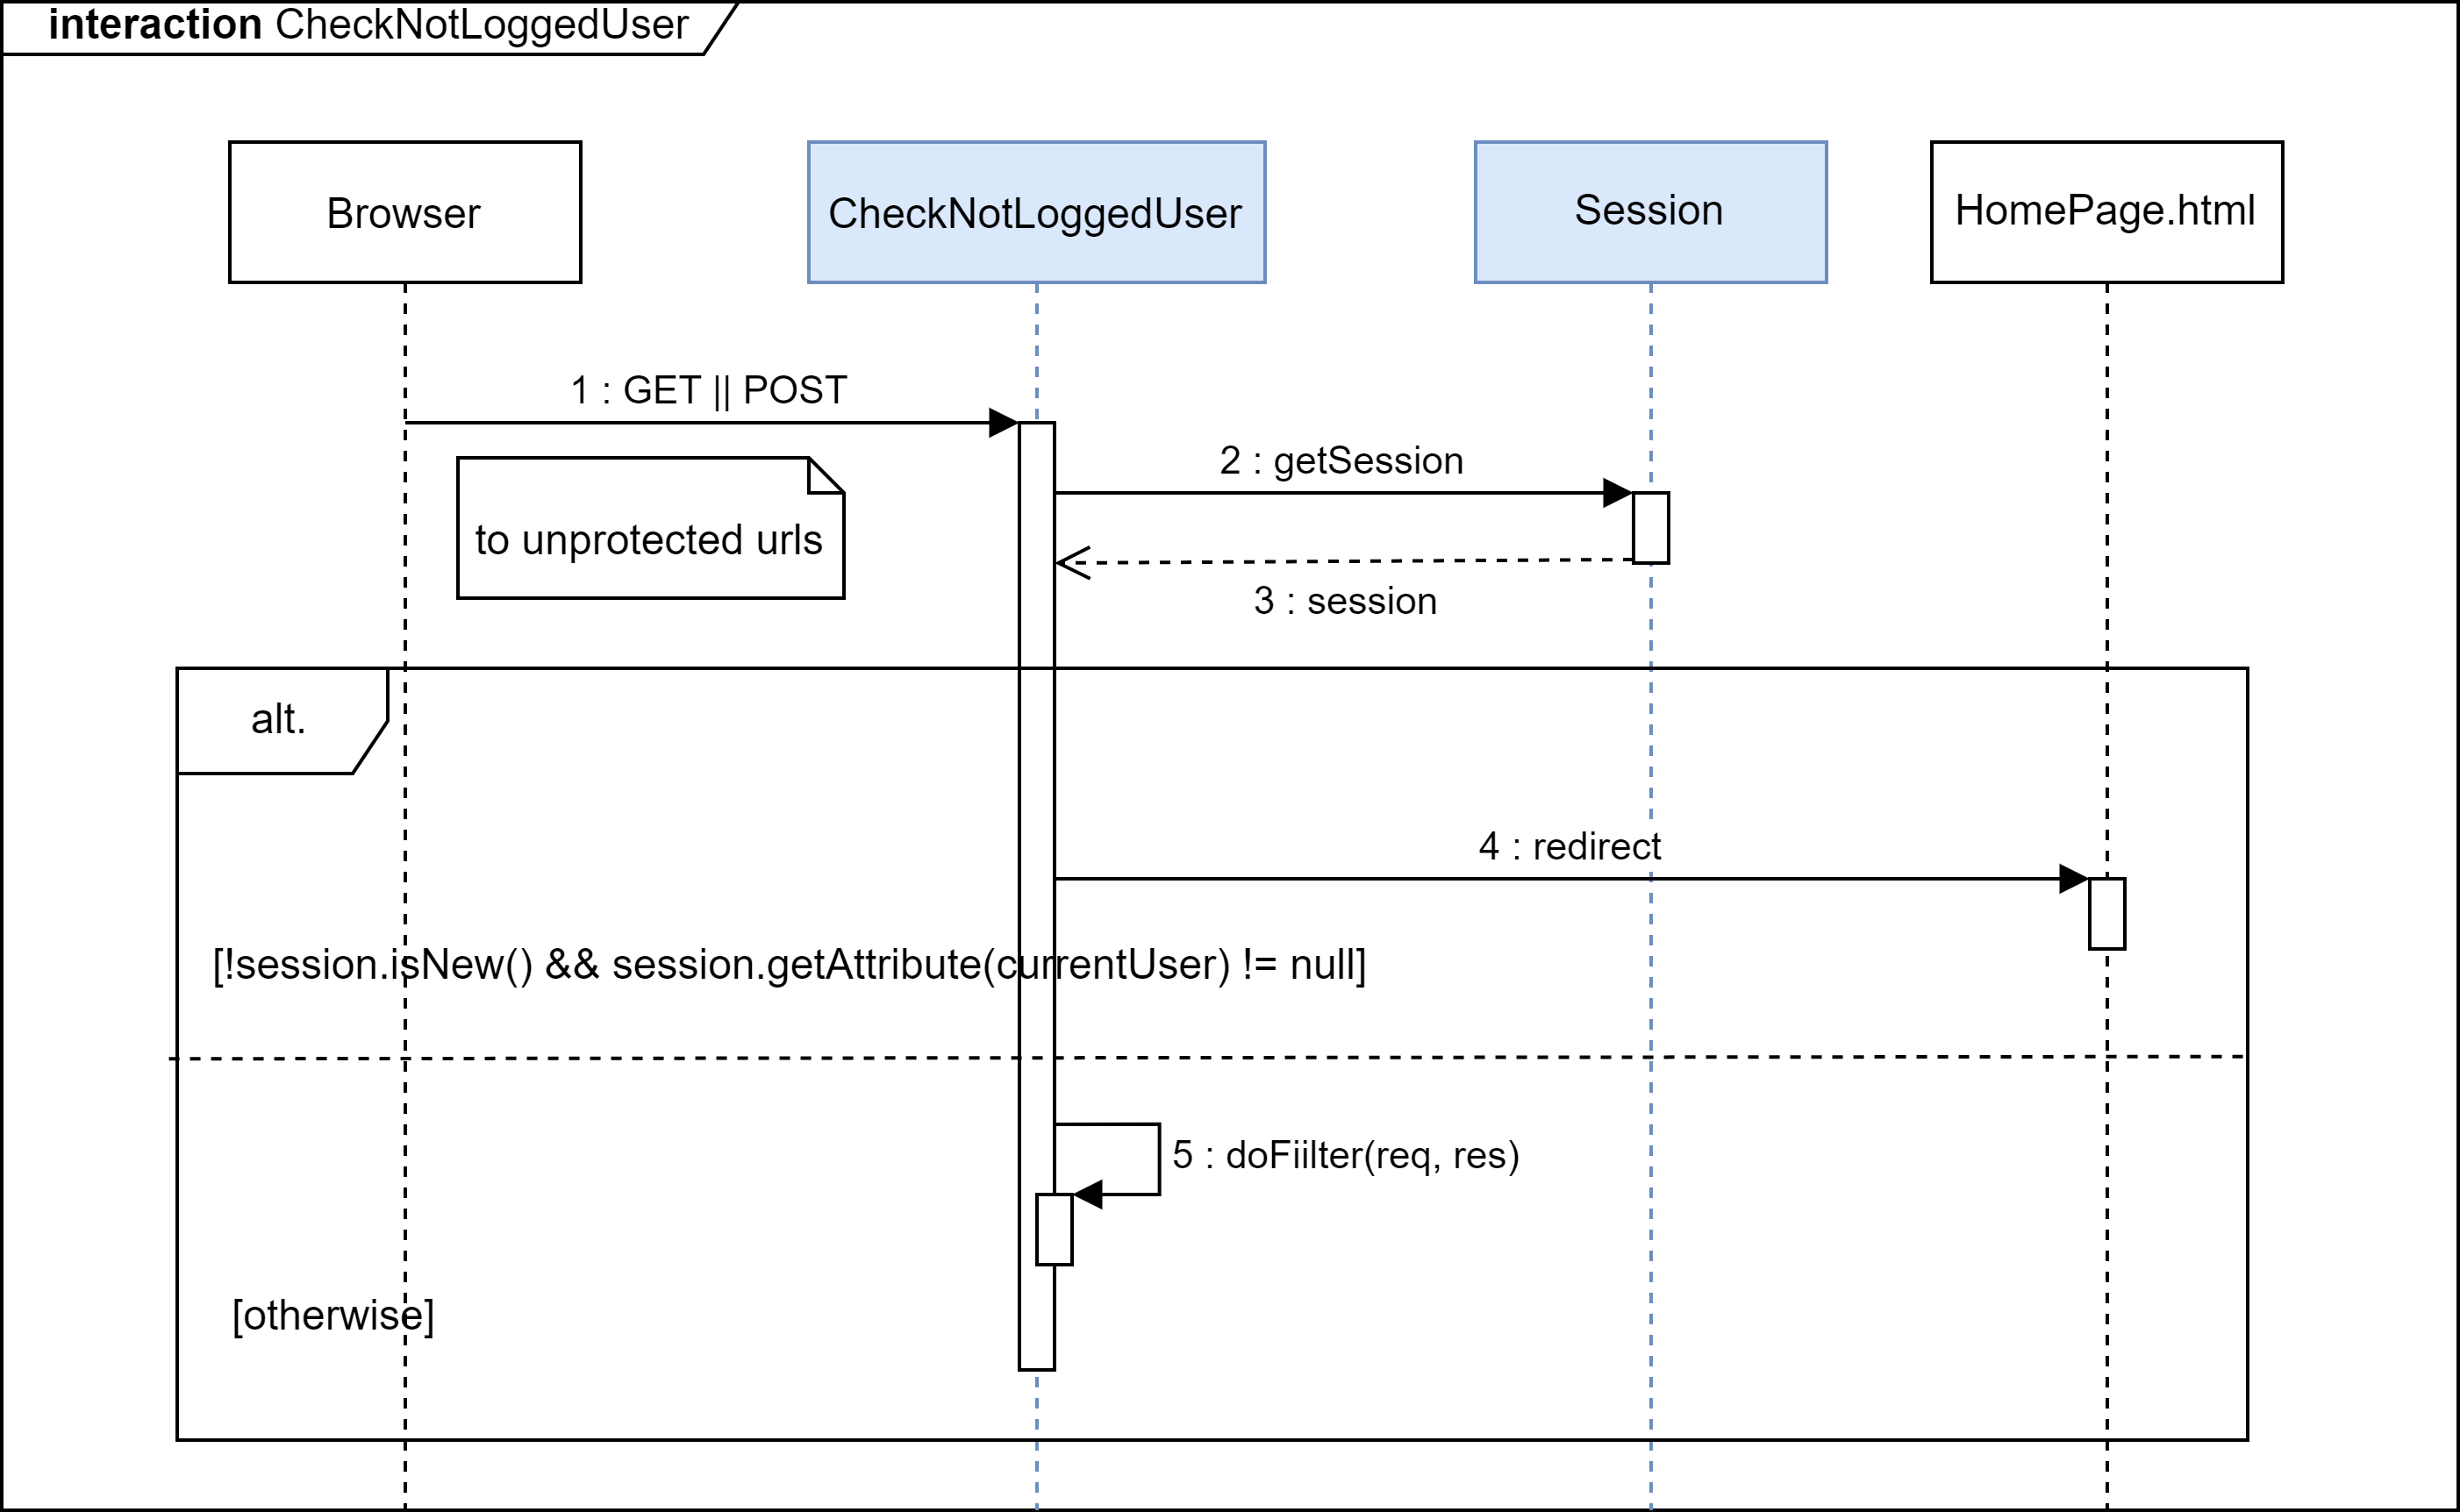 interaction CheckNotLoggedUser
Browser
CheckNotLoggedUser
Session
HomePage.html
1 : GET || POST
2 : getSession
to unprotected urls
3 : session
alt.
4 : redirect
[!session.isNew() && session.getAttribute(currentUser) != null]
5 : doFiilter(req, res)
[otherwise]